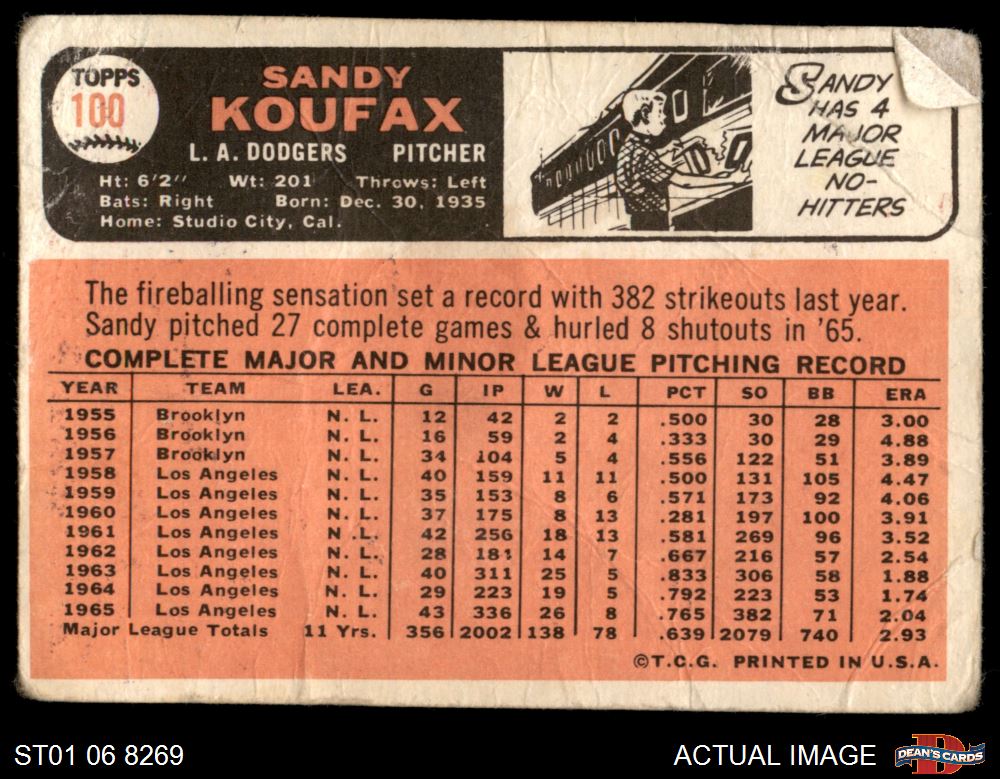 TOPPS
100
SANDY
KOUFAX
L. A. DODGERS PITCHER
Ht: 6'2" Wt: 201 Throws: Left
Bats: Right Born: Dec. 30, 1935
Home: Studio City, Cal.
SANDY
HAS 4
MAJOR
LEAGUE
NO-
HITTERS
The fireballing sensation set a record with 382 strikeouts last year.
Sandy pitched 27 complete games & hurled 8 shutouts in '65.
COMPLETE MAJOR AND MINOR LEAGUE PITCHING RECORD
YEAR TEAM LEA. G IP W L PCT SO BB ERA
1955 Brooklyn N. L. 12 42 2 2 .500 30 28 3.00
1956 Brooklyn N. L. 16 59 2 4 .333 30 29 4.88
1957 Brooklyn N. L. 34 104 5 4 .556 122 51 3.89
1958 Los Angeles N. L. 40 159 11 11 .500 131 105 4.47
1959 Los Angeles N. L. 35 153 8 6 .571 173 92 4.06
1960 Los Angeles N. L. 37 175 8 13 .281 197 100 3.91
1961 Los Angeles N. L. 42 256 18 13 .581 269 96 3.52
1962 Los Angeles N. L. 28 181 14 7 .667 216 57 2.54
1963 Los Angeles N. L. 40 311 25 5 .833 306 58 1.88
1964 Los Angeles N. L. 29 223 19 5 .792 223 53 1.74
1965 Los Angeles N. L. 43 336 26 8 .765 382 71 2.04
Major League Totals 11 Yrs. 356 2002 138 78 .639 2079 740 2.93
©T.C.G. PRINTED IN U.S.A.
ST01 06 8269
ACTUAL IMAGE
D
DEAN'S CARDS